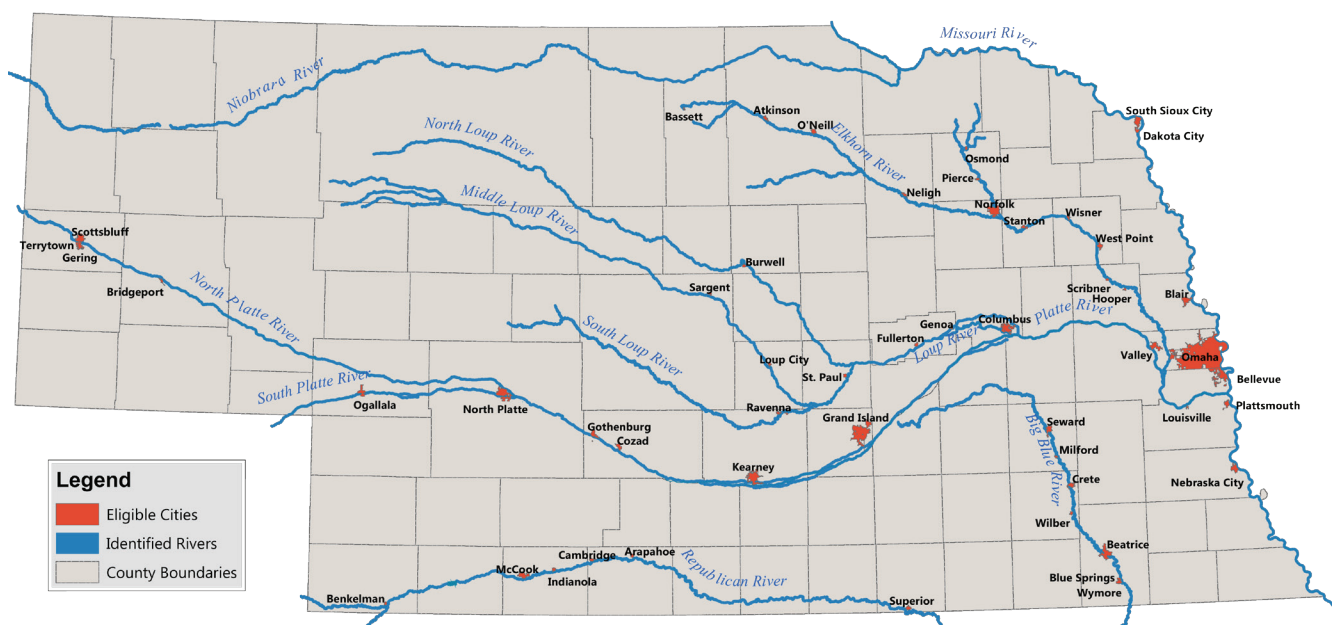 Missouri River
Niobrara River
South Sioux City
Dakota City
Bassett
Atkinson
O'Neill
North Loup River
Elkhorn River
Osmond
Pierce
Neligh
Norfolk
Stanton
Wisner
West Point
Middle Loup River
Scottsbluff
Terrytown
Gering
Bridgeport
North Platte River
Burwell
Sargent
Scribner
Hooper
Blair
South Loup River
Genoa
Columbus
Platte River
Fullerton
Loup River
Valley
Omaha
Loup City
St. Paul
South Platte River
Ogallala
North Platte
Bellevue
Plattsmouth
Louisville
Ravenna
Grand Island
Gothenburg
Cozad
Seward
Big Blue River
Milford
Kearney
Crete
Nebraska City
Wilber
Legend
Eligible Cities
Identified Rivers
County Boundaries
Beatrice
Cambridge
Arapahoe
McCook
Indianola
Republican River
Blue Springs
Wymore
Benkelman
Superior